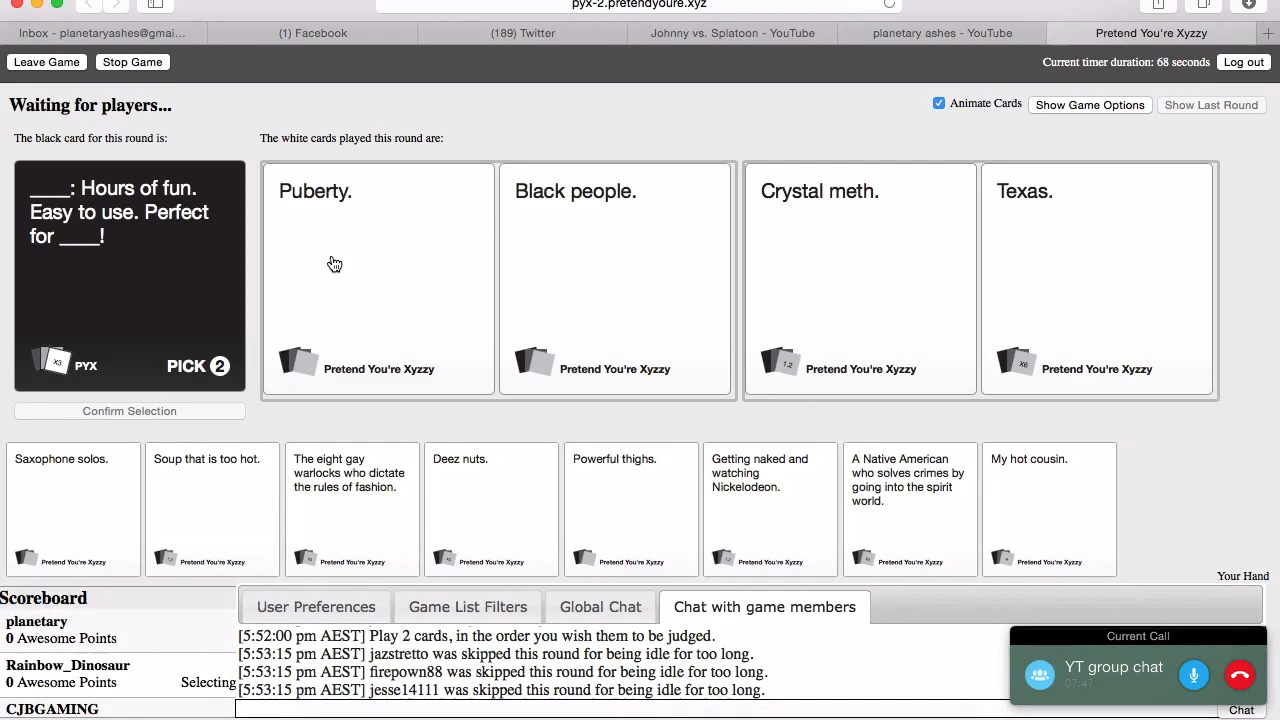 pyx-2.pretendyoure.xyz
Inbox - planetaryashes@gmai...
(1) Facebook
(189) Twitter
Johnny vs. Splatoon - YouTube
planetary ashes - YouTube
Pretend You're Xyzzy
Leave Game
Stop Game
Current timer duration: 68 seconds
Log out
Waiting for players...
Animate Cards
Show Game Options
Show Last Round
The black card for this round is:
The white cards played this round are:
____: Hours of fun.
Easy to use. Perfect
for ____!
X3
PYX
PICK 2
Puberty.
Pretend You're Xyzzy
Black people.
Pretend You're Xyzzy
Crystal meth.
1.2
Pretend You're Xyzzy
Texas.
X6
Pretend You're Xyzzy
Confirm Selection
Saxophone solos.
Pretend You're Xyzzy
Soup that is too hot.
Pretend You're Xyzzy
The eight gay
warlocks who dictate
the rules of fashion.
Pretend You're Xyzzy
Deez nuts.
Pretend You're Xyzzy
Powerful thighs.
Pretend You're Xyzzy
Getting naked and
watching
Nickelodeon.
Pretend You're Xyzzy
A Native American
who solves crimes by
going into the spirit
world.
Pretend You're Xyzzy
My hot cousin.
Pretend You're Xyzzy
Your Hand
Scoreboard
planetary
0 Awesome Points
Rainbow_Dinosaur
0 Awesome Points
Selecting
CJBGAMING
User Preferences
Game List Filters
Global Chat
Chat with game members
[5:52:00 pm AEST] Play 2 cards, in the order you wish them to be judged.
[5:53:15 pm AEST] jazstretto was skipped this round for being idle for too long.
[5:53:15 pm AEST] firepown88 was skipped this round for being idle for too long.
[5:53:15 pm AEST] jesse14111 was skipped this round for being idle for too long.
Current Call
YT group chat
07:47
Chat